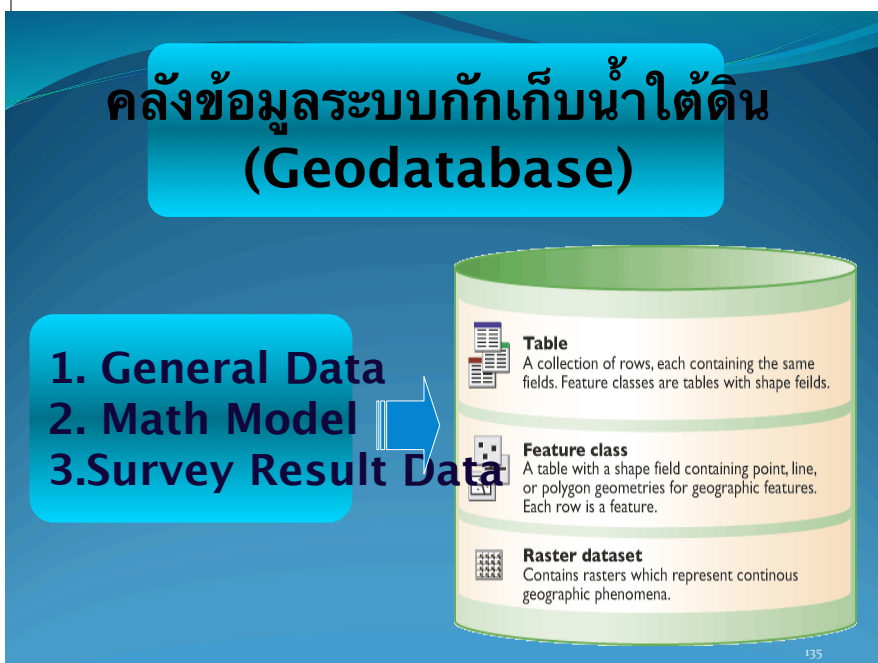 คลังข้อมูลระบบกักเก็บน้ำใต้ดิน
(Geodatabase)
1. General Data
2. Math Model
3.Survey Result Data
Table
A collection of rows, each containing the same
fields. Feature classes are tables with shape feilds.
Feature class
A table with a shape field containing point, line,
or polygon geometries for geographic features.
Each row is a feature.
Raster dataset
Contains rasters which represent continous
geographic phenomena.
135